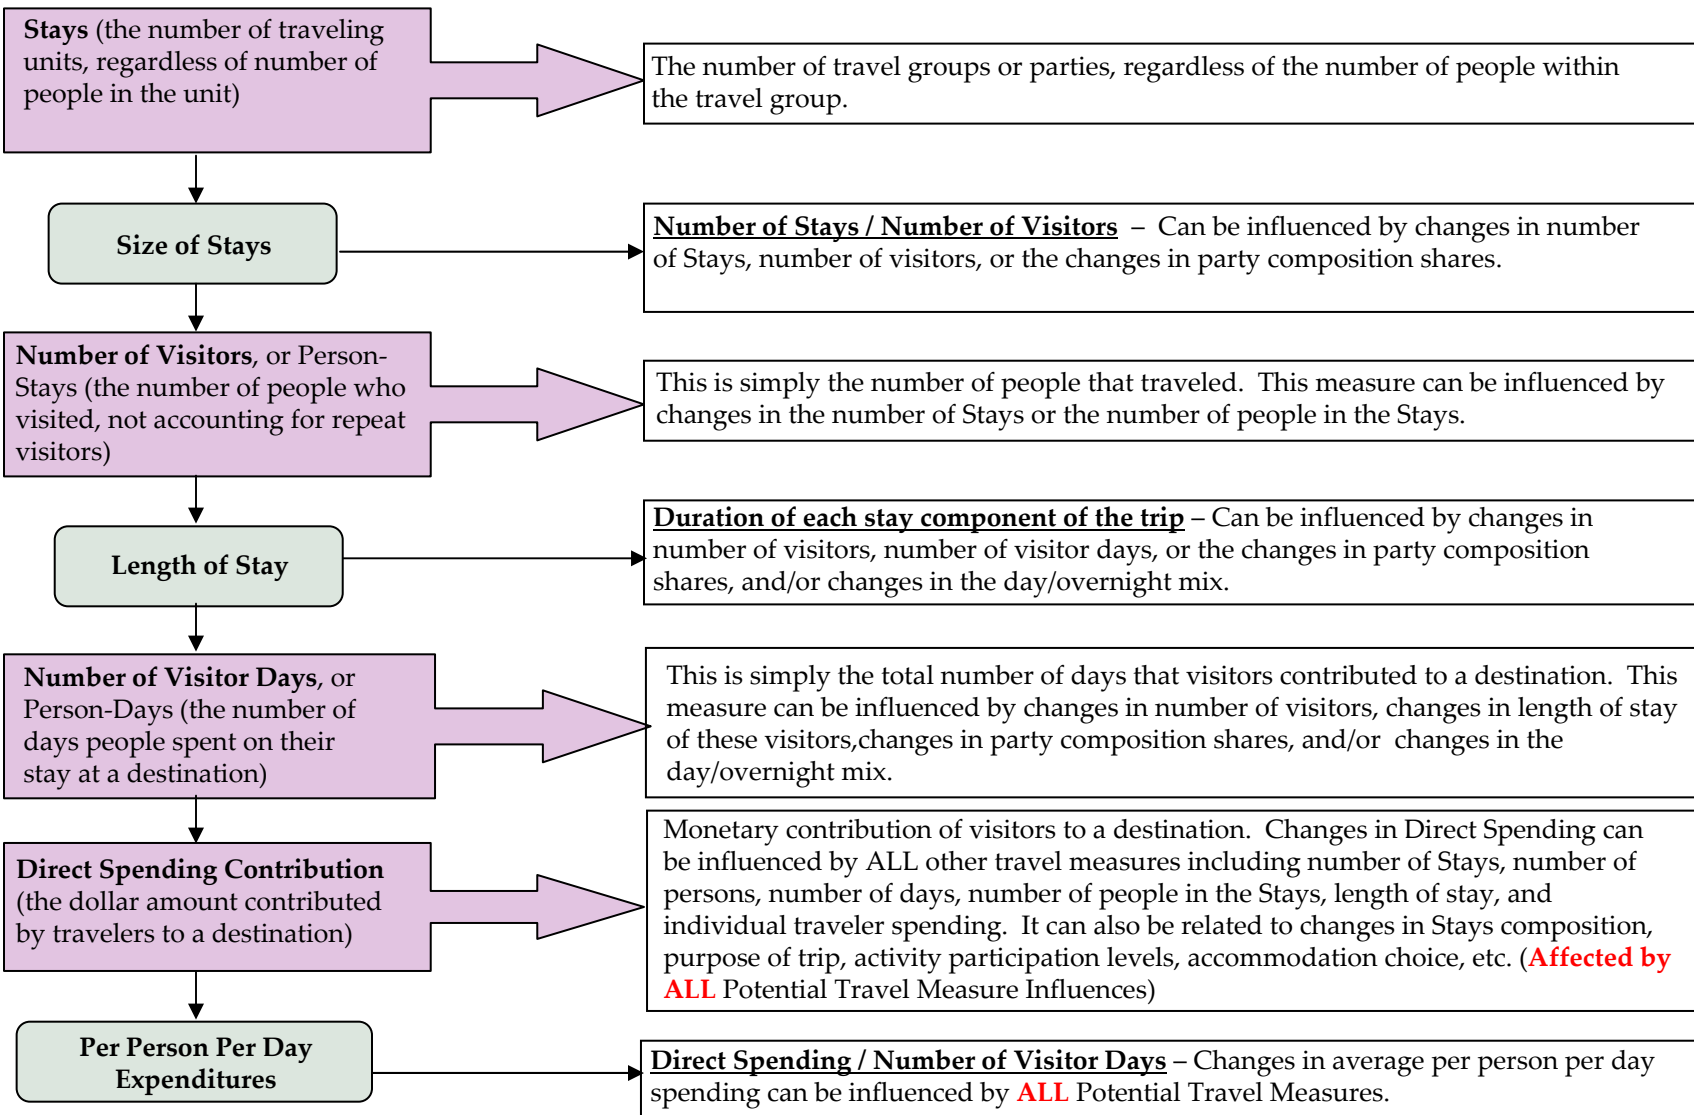 Stays (the number of traveling
units, regardless of number of
people in the unit)
The number of travel groups or parties, regardless of the number of people within
the travel group.
Size of Stays
Number of Stays / Number of Visitors – Can be influenced by changes in number
of Stays, number of visitors, or the changes in party composition shares.
Number of Visitors, or Person-
Stays (the number of people who
visited, not accounting for repeat
visitors)
This is simply the number of people that traveled. This measure can be influenced by
changes in the number of Stays or the number of people in the Stays.
Length of Stay
Duration of each stay component of the trip – Can be influenced by changes in
number of visitors, number of visitor days, or the changes in party composition
shares, and/or changes in the day/overnight mix.
Number of Visitor Days, or
Person-Days (the number of
days people spent on their
stay at a destination)
This is simply the total number of days that visitors contributed to a destination. This
measure can be influenced by changes in number of visitors, changes in length of stay
of these visitors,changes in party composition shares, and/or changes in the
day/overnight mix.
Direct Spending Contribution
(the dollar amount contributed
by travelers to a destination)
Monetary contribution of visitors to a destination. Changes in Direct Spending can
be influenced by ALL other travel measures including number of Stays, number of
persons, number of days, number of people in the Stays, length of stay, and
individual traveler spending. It can also be related to changes in Stays composition,
purpose of trip, activity participation levels, accommodation choice, etc. (Affected by
ALL Potential Travel Measure Influences)
Per Person Per Day
Expenditures
Direct Spending / Number of Visitor Days – Changes in average per person per day
spending can be influenced by ALL Potential Travel Measures.